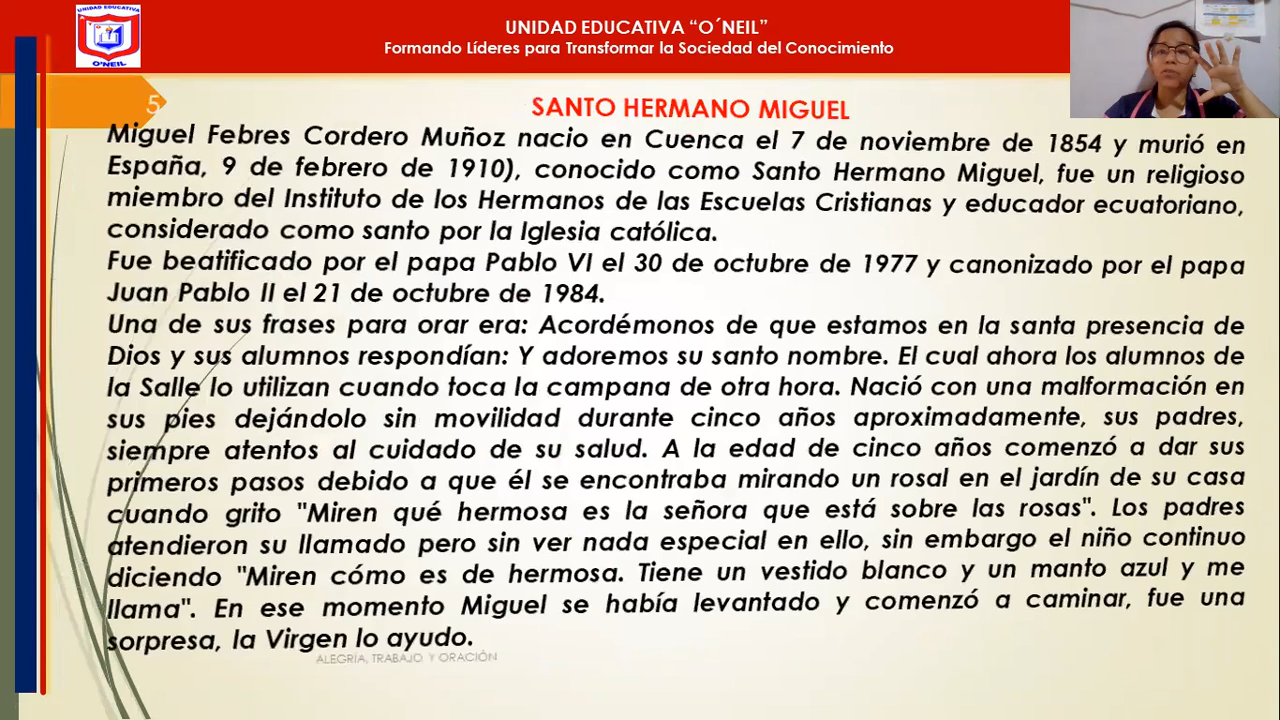 UNIDAD EDUCATIVA “O´NEIL”
Formando Líderes para Transformar la Sociedad del Conocimiento
O'NEIL
5
SANTO HERMANO MIGUEL
Miguel Febres Cordero Muñoz nacio en Cuenca el 7 de noviembre de 1854 y murió en
España, 9 de febrero de 1910), conocido como Santo Hermano Miguel, fue un religioso
miembro del Instituto de los Hermanos de las Escuelas Cristianas y educador ecuatoriano,
considerado como santo por la Iglesia católica.
Fue beatificado por el papa Pablo VI el 30 de octubre de 1977 y canonizado por el papa
Juan Pablo II el 21 de octubre de 1984.
Una de sus frases para orar era: Acordémonos de que estamos en la santa presencia de
Dios y sus alumnos respondían: Y adoremos su santo nombre. El cual ahora los alumnos de
la Salle lo utilizan cuando toca la campana de otra hora. Nació con una malformación en
sus pies dejándolo sin movilidad durante cinco años aproximadamente, sus padres,
siempre atentos al cuidado de su salud. A la edad de cinco años comenzó a dar sus
primeros pasos debido a que él se encontraba mirando un rosal en el jardín de su casa
cuando grito "Miren qué hermosa es la señora que está sobre las rosas". Los padres
atendieron su llamado pero sin ver nada especial en ello, sin embargo el niño continuo
diciendo "Miren cómo es de hermosa. Tiene un vestido blanco y un manto azul y me
llama". En ese momento Miguel se había levantado y comenzó a caminar, fue una
sorpresa, la Virgen lo ayudo.
ALEGRÍA, TRABAJO Y ORACIÓN